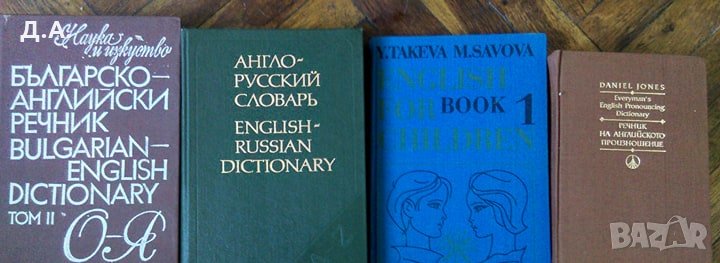 Д.А
Наука
и изкуство
БЪЛГАРСКО–
АНГЛИЙСКИ
РЕЧНИК
BULGARIAN–
ENGLISH
DICTIONARY
ТОМ II
О–Я
АНГЛО-
РУССКИЙ
СЛОВАРЬ
ENGLISH-
RUSSIAN
DICTIONARY
Y.TAKEVA M.SAVOVA
ENGLISH
FOR
BOOK 1
CHILDREN
DANIEL JONES
Everyman's
English Pronouncing
Dictionary
РЕЧНИК
НА АНГЛИЙСКОТО
ПРОИЗНОШЕНИЕ
BAZAR